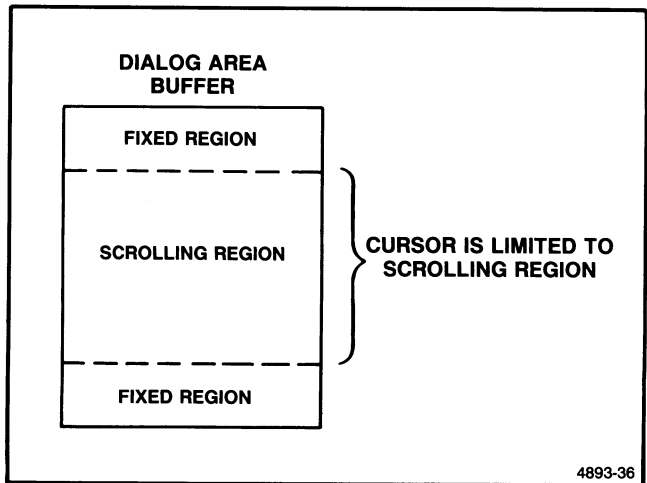 DIALOG AREA
BUFFER
FIXED REGION
SCROLLING REGION
CURSOR IS LIMITED TO
SCROLLING REGION
FIXED REGION
4893-36